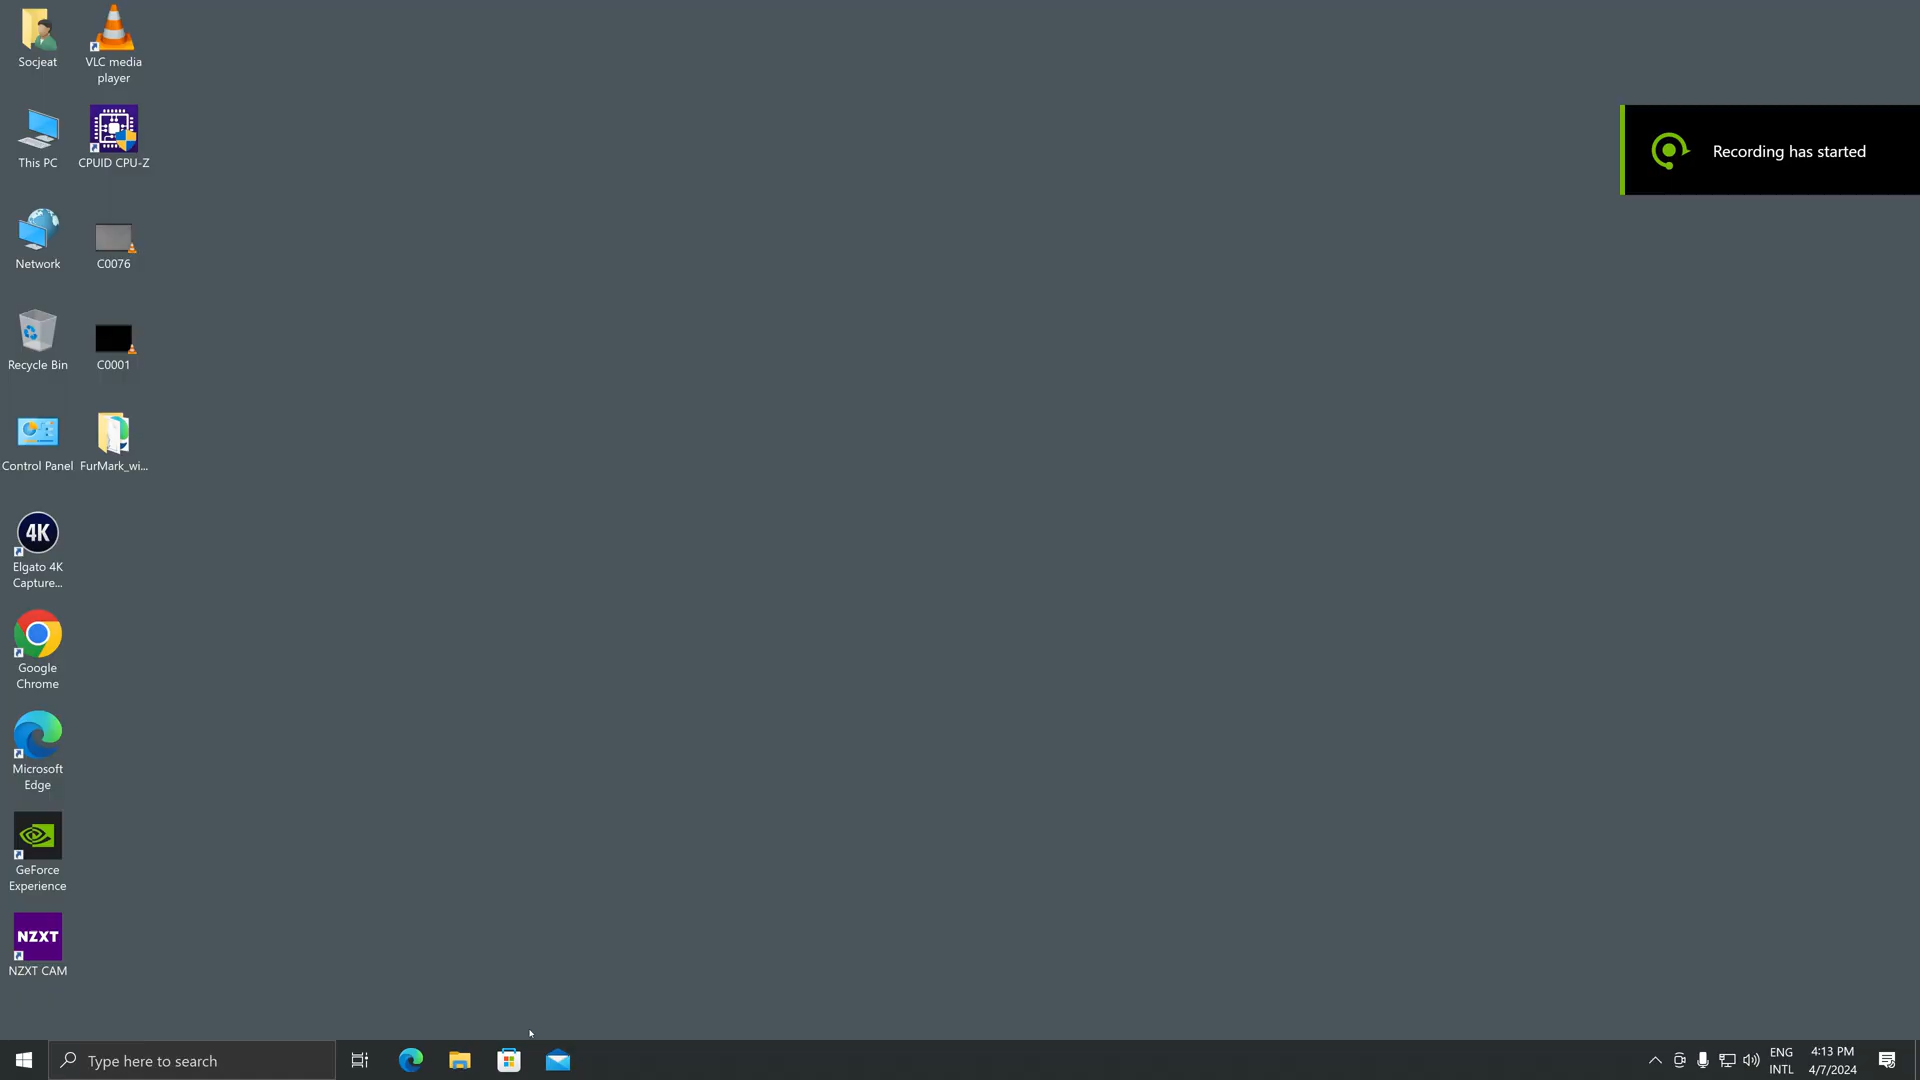 Socjeat
VLC media
player
This PC
CPUID CPU-Z
Network
C0076
Recycle Bin
C0001
Control Panel
FurMark_wi...
4K
Elgato 4K
Capture...
Google
Chrome
Microsoft
Edge
GeForce
Experience
NZXT
NZXT CAM
Recording has started
Type here to search
ENG
INTL
4:13 PM
4/7/2024